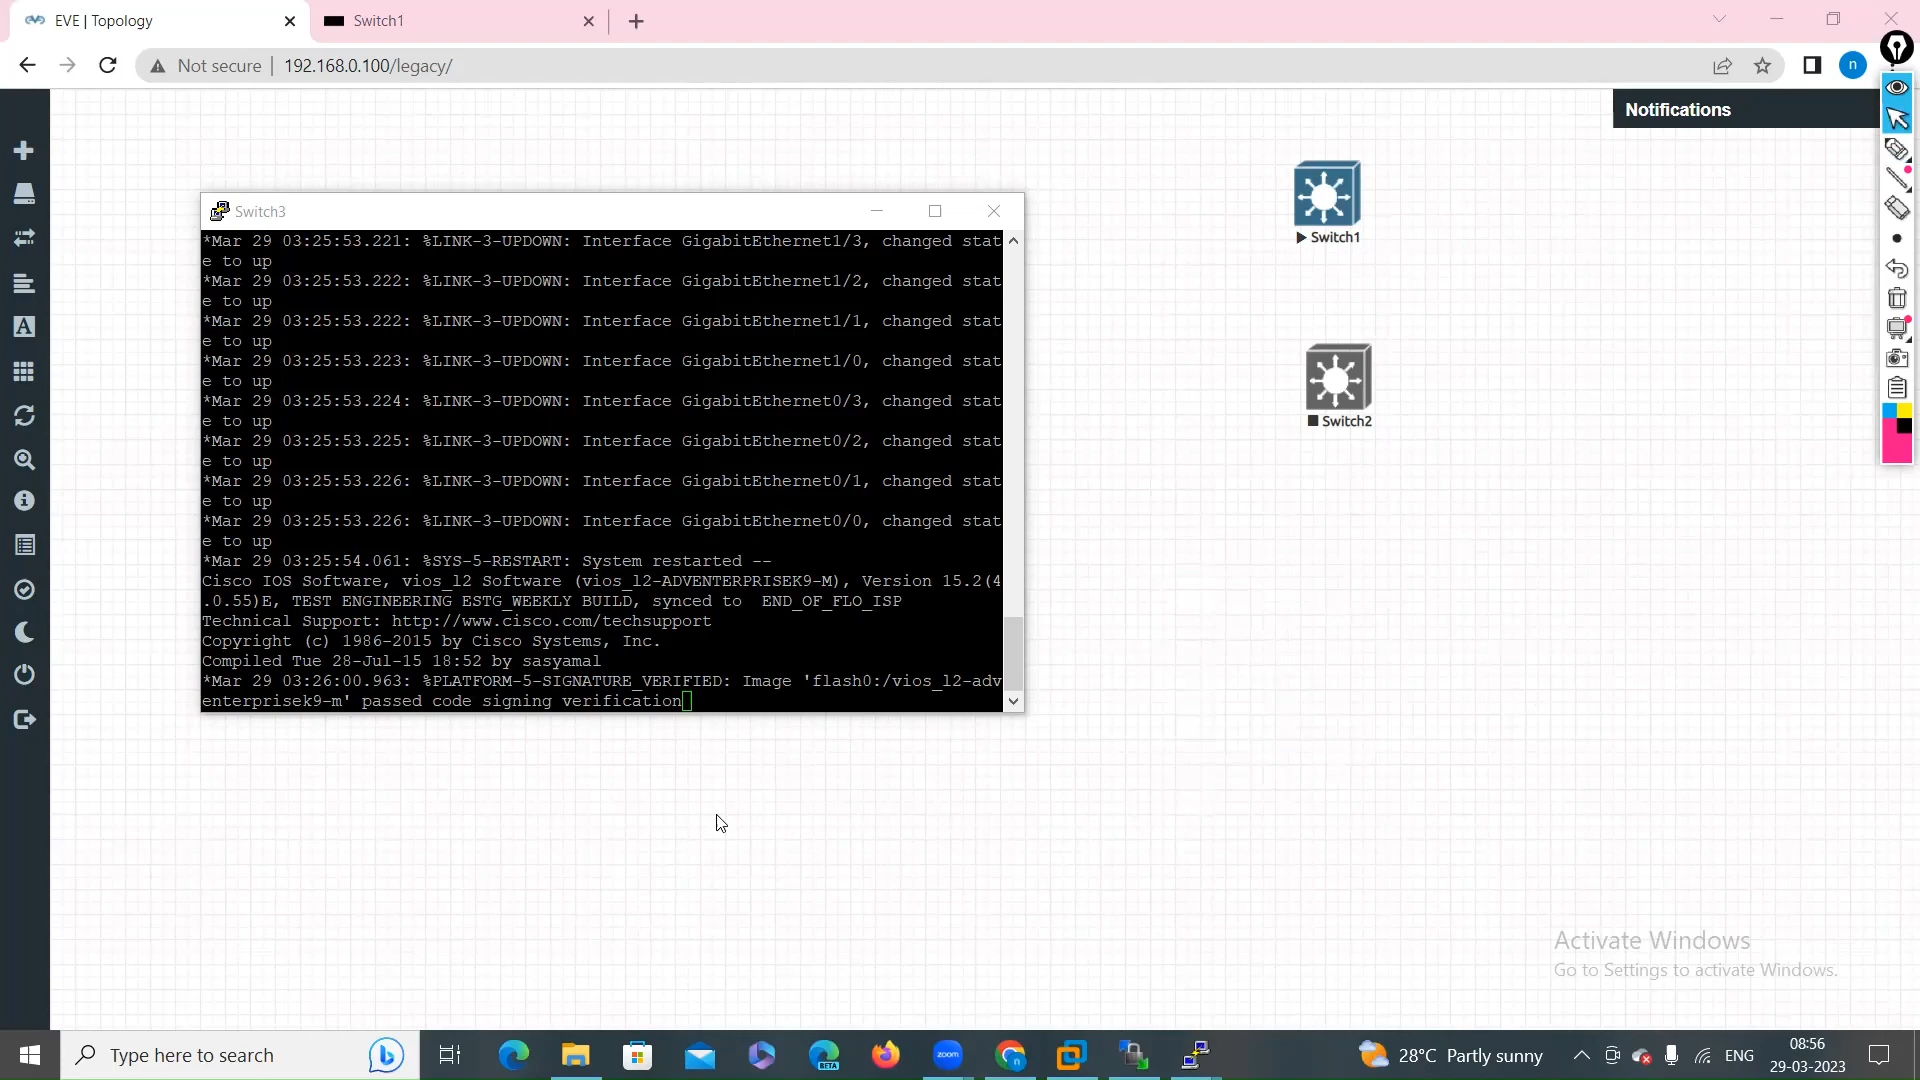 EVE | Topology
Switch1
Not secure
192.168.0.100/legacy/
n
Notifications
Switch1
Switch2
Switch3
*Mar 29 03:25:53.221: %LINK-3-UPDOWN: Interface GigabitEthernet1/3, changed stat
e to up
*Mar 29 03:25:53.222: %LINK-3-UPDOWN: Interface GigabitEthernet1/2, changed stat
e to up
*Mar 29 03:25:53.222: %LINK-3-UPDOWN: Interface GigabitEthernet1/1, changed stat
e to up
*Mar 29 03:25:53.223: %LINK-3-UPDOWN: Interface GigabitEthernet1/0, changed stat
e to up
*Mar 29 03:25:53.224: %LINK-3-UPDOWN: Interface GigabitEthernet0/3, changed stat
e to up
*Mar 29 03:25:53.225: %LINK-3-UPDOWN: Interface GigabitEthernet0/2, changed stat
e to up
*Mar 29 03:25:53.226: %LINK-3-UPDOWN: Interface GigabitEthernet0/1, changed stat
e to up
*Mar 29 03:25:53.226: %LINK-3-UPDOWN: Interface GigabitEthernet0/0, changed stat
e to up
*Mar 29 03:25:54.061: %SYS-5-RESTART: System restarted --
Cisco IOS Software, vios_l2 Software (vios_l2-ADVENTERPRISEK9-M), Version 15.2(4
.0.55)E, TEST ENGINEERING ESTG_WEEKLY BUILD, synced to  END_OF_FLO_ISP
Technical Support: http://www.cisco.com/techsupport
Copyright (c) 1986-2015 by Cisco Systems, Inc.
Compiled Tue 28-Jul-15 18:52 by sasyamal
*Mar 29 03:26:00.963: %PLATFORM-5-SIGNATURE_VERIFIED: Image 'flash0:/vios_l2-adv
enterprisek9-m' passed code signing verification
Activate Windows
Go to Settings to activate Windows.
Type here to search
BETA
zoom
n
28°C Partly sunny
ENG
08:56
29-03-2023